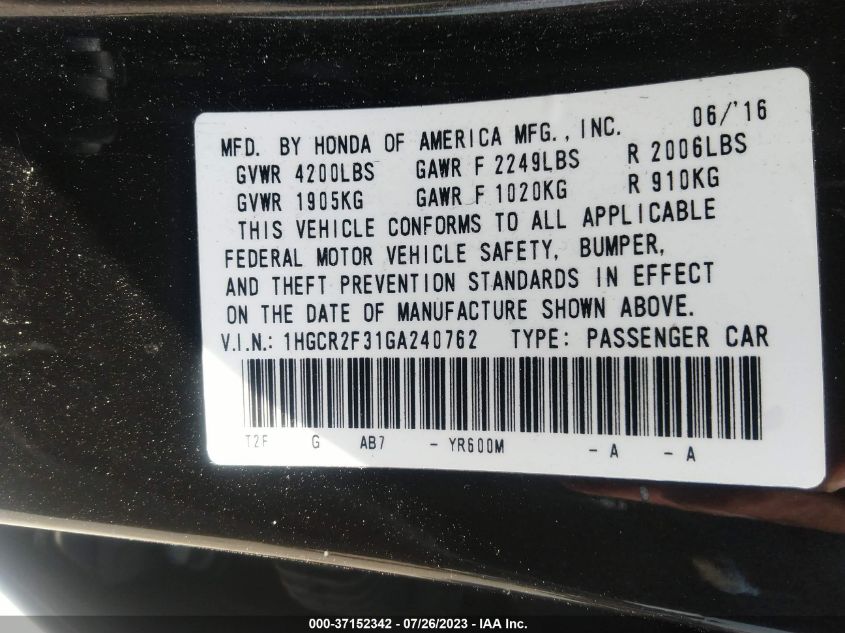 06/'16
MFD. BY HONDA OF AMERICA MFG., INC.
GVWR 4200LBS GAWR F 2249LBS R 2006LBS
GVWR 1905KG GAWR F 1020KG R 910KG
THIS VEHICLE CONFORMS TO ALL APPLICABLE
FEDERAL MOTOR VEHICLE SAFETY, BUMPER,
AND THEFT PREVENTION STANDARDS IN EFFECT
ON THE DATE OF MANUFACTURE SHOWN ABOVE.
V.I.N.: 1HGCR2F31GA240762 TYPE: PASSENGER CAR
T2F G AB7 - YR600M - A - A
000-37152342 - 07/26/2023 - IAA Inc.